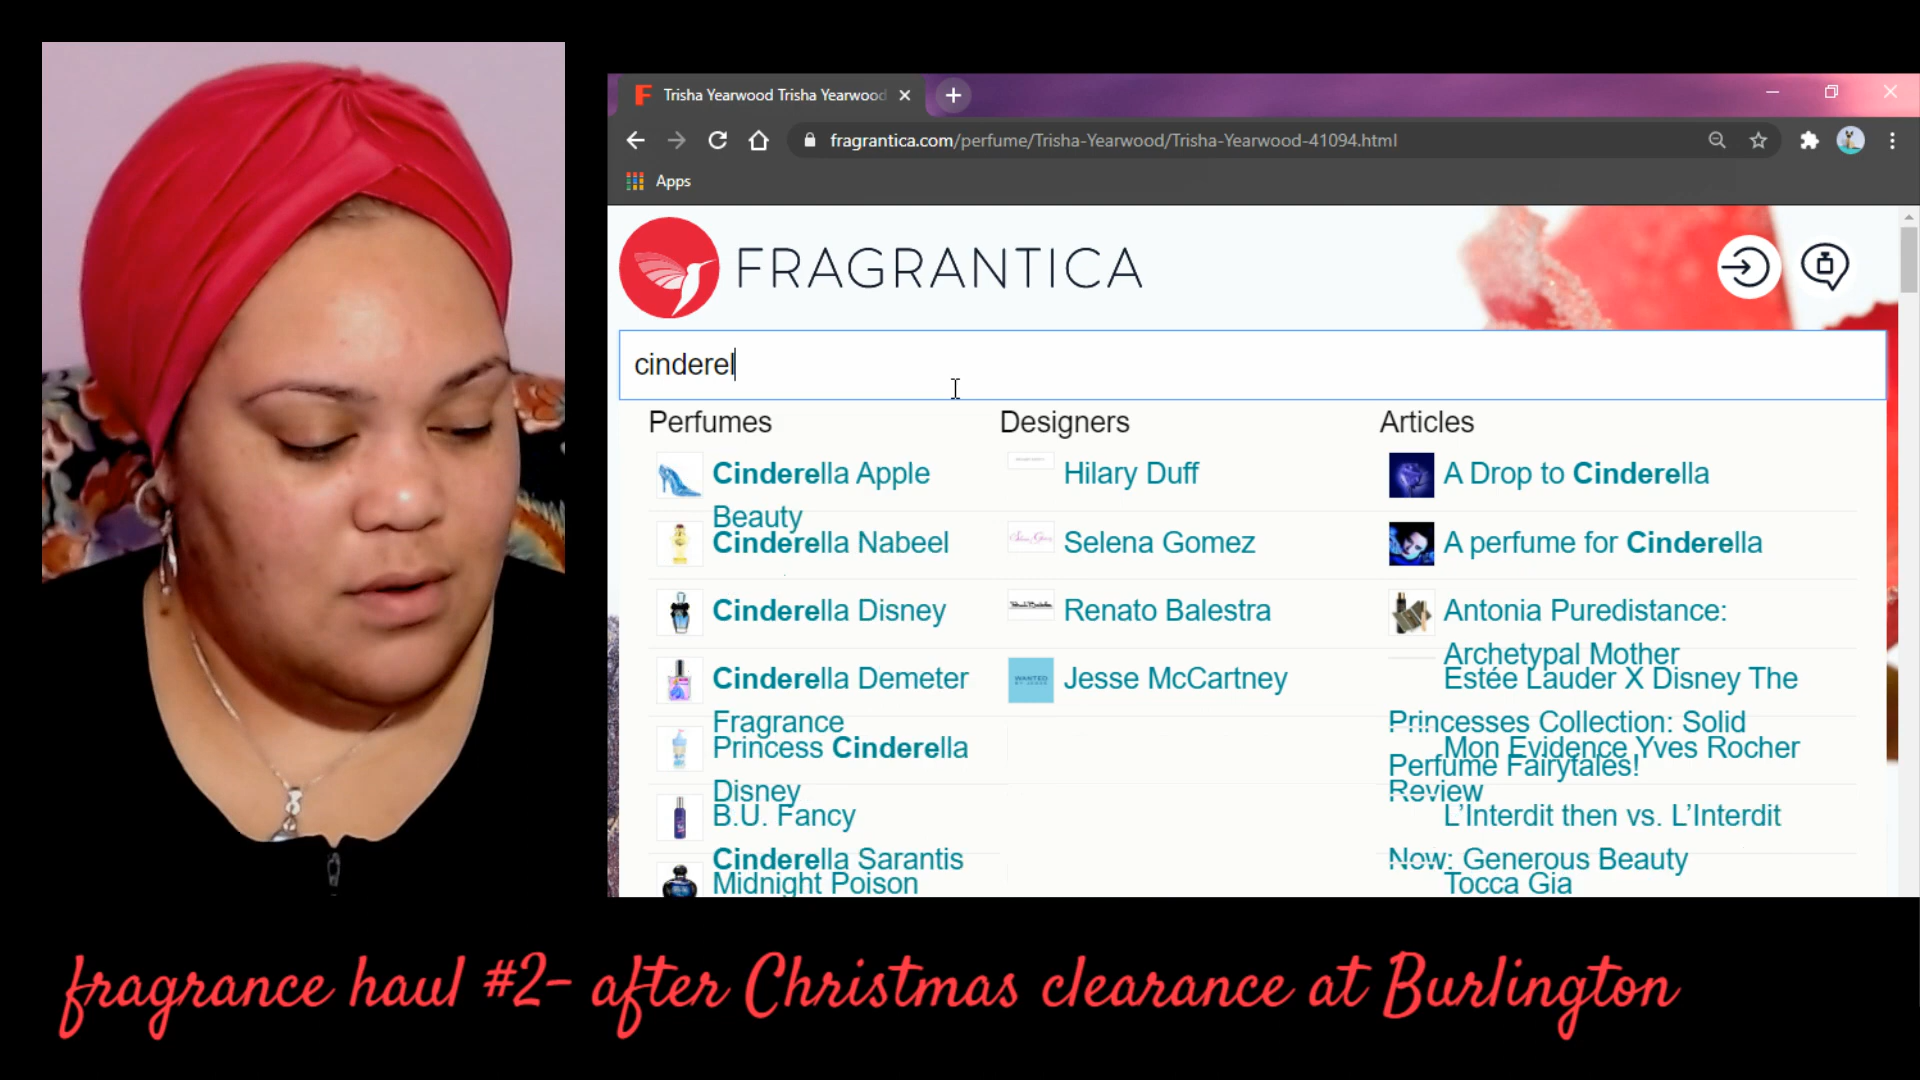 Trisha Yearwood Trisha Yearwood
fragrantica.com/perfume/Trisha-Yearwood/Trisha-Yearwood-41094.html
Apps
FRAGRANTICA
cinderel
Perfumes
Cinderella Apple
Beauty
Cinderella Nabeel
Cinderella Disney
Cinderella Demeter
Fragrance
Princess Cinderella
Disney
B.U. Fancy
Cinderella Sarantis
Midnight Poison
Designers
Hilary Duff
Selena Gomez
Renato Balestra
WANTED
Jesse McCartney
Articles
A Drop to Cinderella
A perfume for Cinderella
Antonia Puredistance:
Archetypal Mother
Estée Lauder X Disney The
Princesses Collection: Solid
Perfume Fairytales!
Mon Evidence Yves Rocher
Review
L’Interdit then vs. L’Interdit
Now: Generous Beauty
Tocca Gia
fragrance haul #2- after Christmas clearance at Burlington